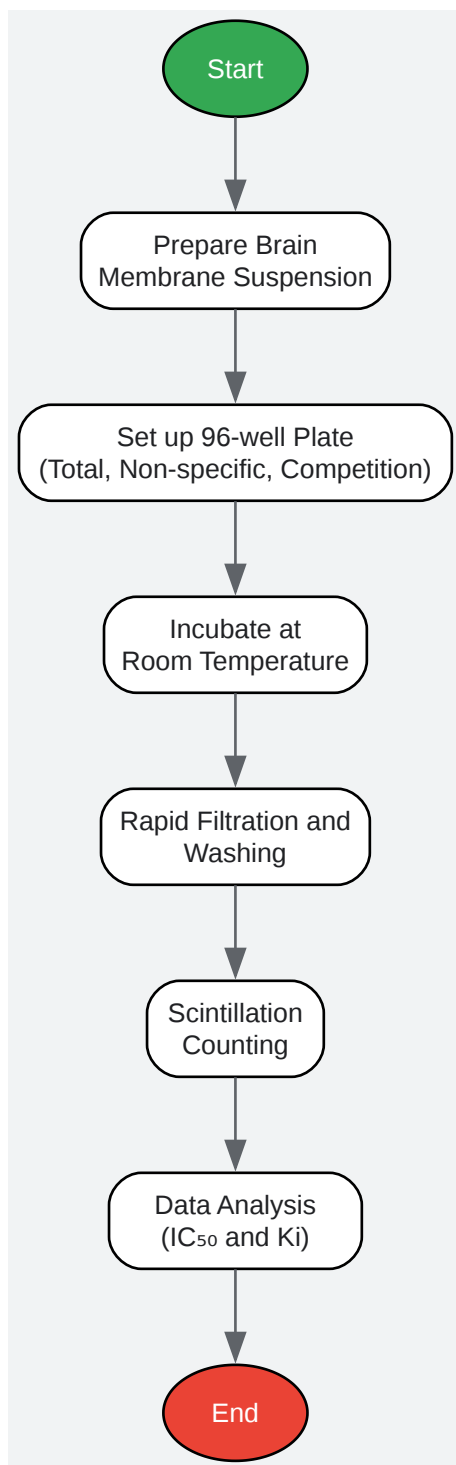 Start
Prepare Brain
Membrane Suspension
Set up 96-well Plate
(Total, Non-specific, Competition)
Incubate at
Room Temperature
Rapid Filtration and
Washing
Scintillation
Counting
Data Analysis
(IC₅₀ and Ki)
End